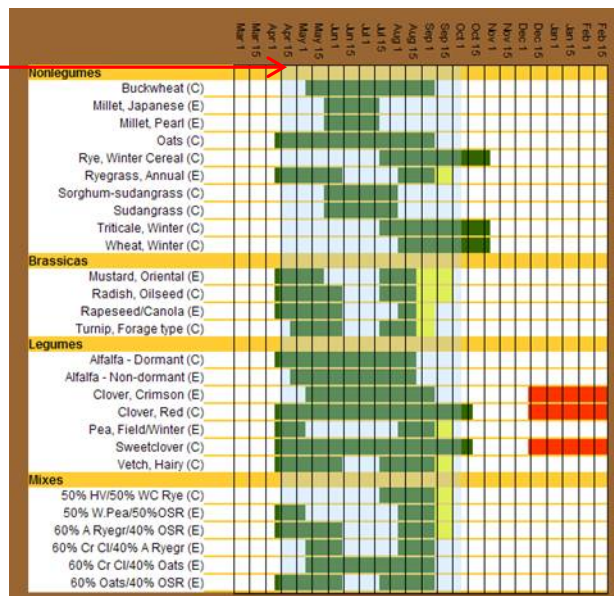 Mar 1
Mar 15
Apr 1
Apr 15
May 1
May 15
Jun 1
Jun 15
Jul 1
Jul 15
Aug 1
Aug 15
Sep 1
Sep 15
Oct 1
Oct 15
Nov 1
Nov 15
Dec 1
Dec 15
Jan 1
Jan 15
Feb 1
Feb 15
Nonlegumes
Buckwheat (C)
Millet, Japanese (E)
Millet, Pearl (E)
Oats (C)
Rye, Winter Cereal (C)
Ryegrass, Annual (E)
Sorghum-sudangrass (C)
Sudangrass (C)
Triticale, Winter (C)
Wheat, Winter (C)
Brassicas
Mustard, Oriental (E)
Radish, Oilseed (C)
Rapeseed/Canola (E)
Turnip, Forage type (C)
Legumes
Alfalfa - Dormant (C)
Alfalfa - Non-dormant (E)
Clover, Crimson (E)
Clover, Red (C)
Pea, Field/Winter (E)
Sweetclover (C)
Vetch, Hairy (C)
Mixes
50% HV/50% WC Rye (C)
50% W.Pea/50%OSR (E)
60% A Ryegr/40% OSR (E)
60% Cr Cl/40% A Ryegr (E)
60% Cr Cl/40% Oats (E)
60% Oats/40% OSR (E)